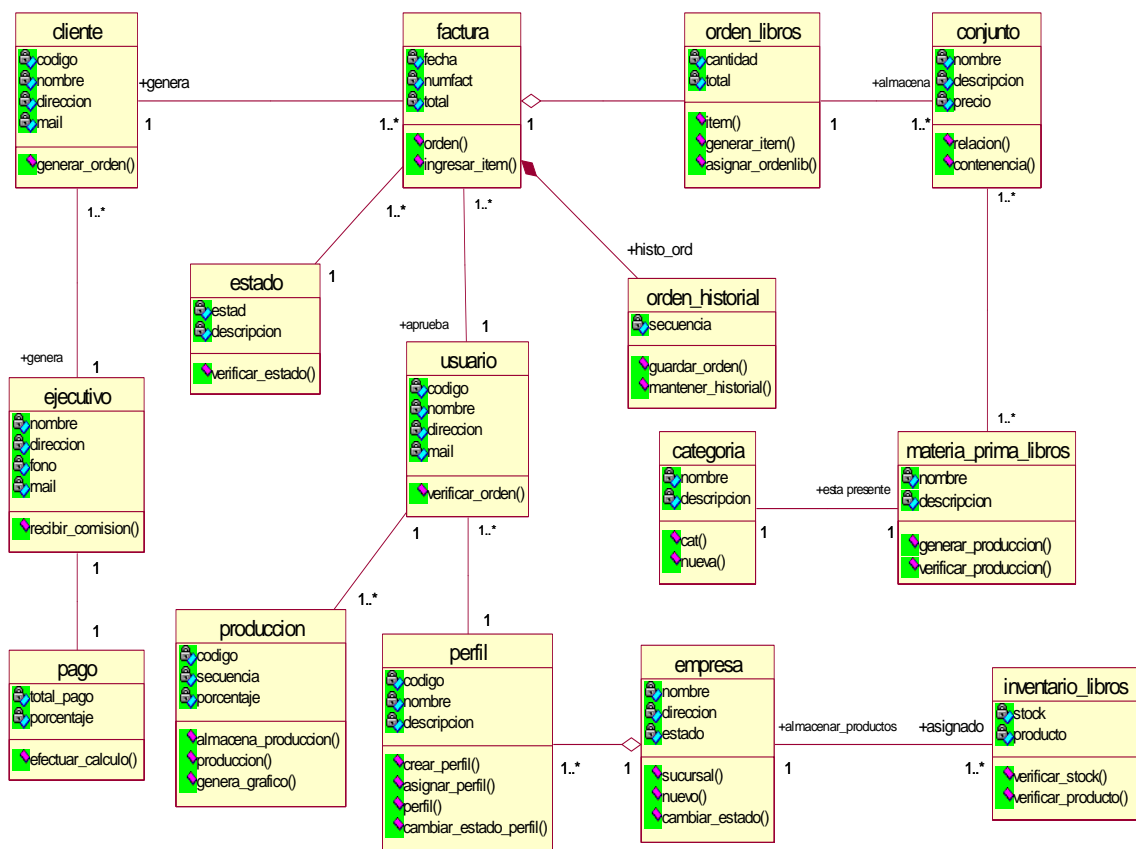 cliente
codigo
nombre
direccion
mail
generar_orden()
+genera
1
1..*
factura
fecha
numfact
total
orden()
ingresar_item()
1
orden_libros
cantidad
total
item()
generar_item()
asignar_ordenlib()
+almacena
1
1..*
conjunto
nombre
descripcion
precio
relacion()
contenencia()
1..*
1..*
1..*
estado
estad
descripcion
verificar_estado()
1
+histo_ord
orden_historial
secuencia
guardar_orden()
mantener_historial()
+aprueba
1
usuario
codigo
nombre
direccion
mail
verificar_orden()
+genera
1
ejecutivo
nombre
direccion
fono
mail
recibir_comision()
1
1
pago
total_pago
porcentaje
efectuar_calculo()
categoria
nombre
descripcion
cat()
nueva()
+esta presente
1
1
1..*
materia_prima_libros
nombre
descripcion
generar_produccion()
verificar_produccion()
1
1..*
1..*
1
produccion
codigo
secuencia
porcentaje
almacena_produccion()
produccion()
genera_grafico()
perfil
codigo
nombre
descripcion
crear_perfil()
asignar_perfil()
perfil()
cambiar_estado_perfil()
1..*
1
empresa
nombre
direccion
estado
sucursal()
nuevo()
cambiar_estado()
+almacenar_productos
+asignado
1
1..*
inventario_libros
stock
producto
verificar_stock()
verificar_producto()